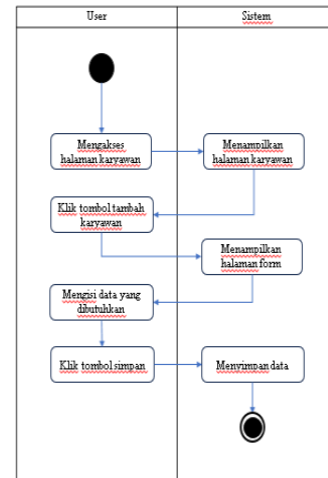 User
Sistem
Mengakses
halaman karyawan
Menampilkan
halaman karyawan
Klik tombol tambah
karyawan
Menampilkan
halaman form
Mengisi data yang
dibutuhkan
Klik tombol simpan
Menyimpan data